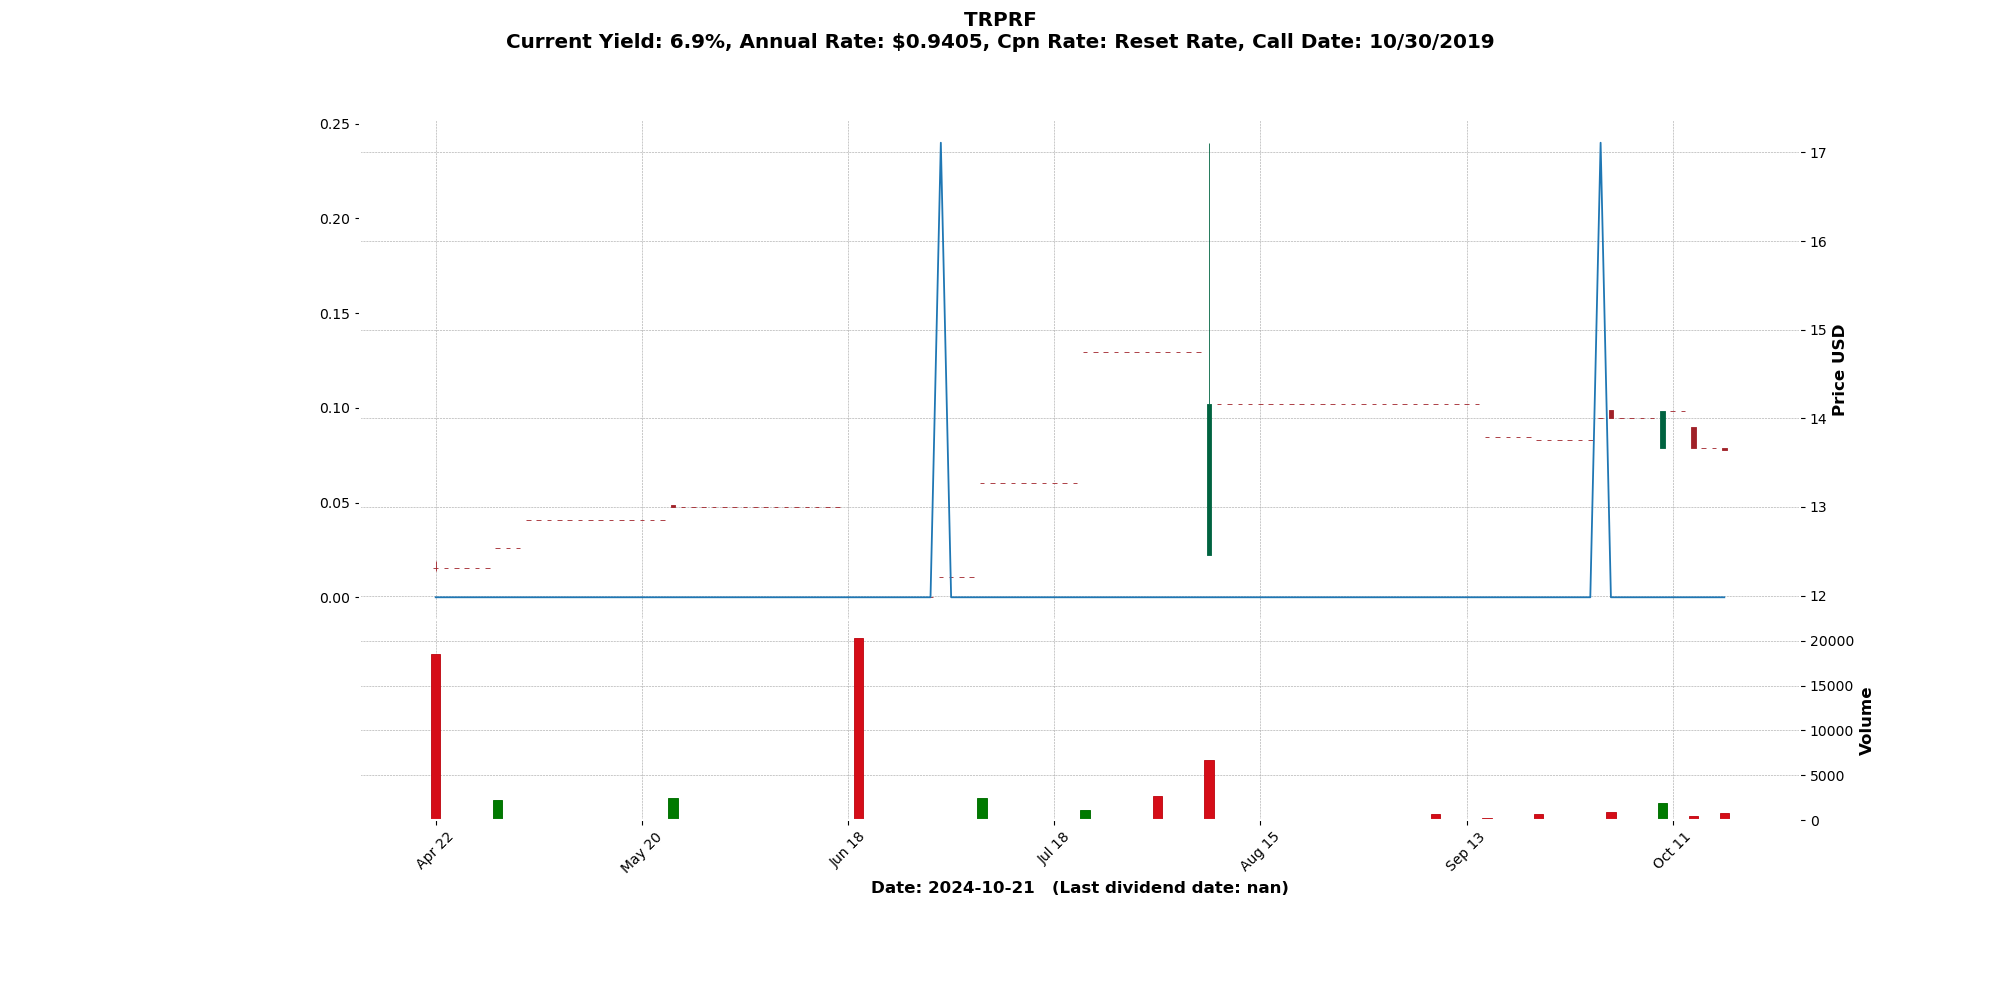 TRPRF
Current Yield: 6.9%, Annual Rate: $0.9405, Cpn Rate: Reset Rate, Call Date: 10/30/2019
0.25
0.20
0.15
0.10
0.05
0.00
17
16
15
14
13
12
Price USD
20000
15000
10000
5000
0
Volume
Apr 22
May 20
Jun 18
Jul 18
Aug 15
Sep 13
Oct 11
Date: 2024-10-21 (Last dividend date: nan)